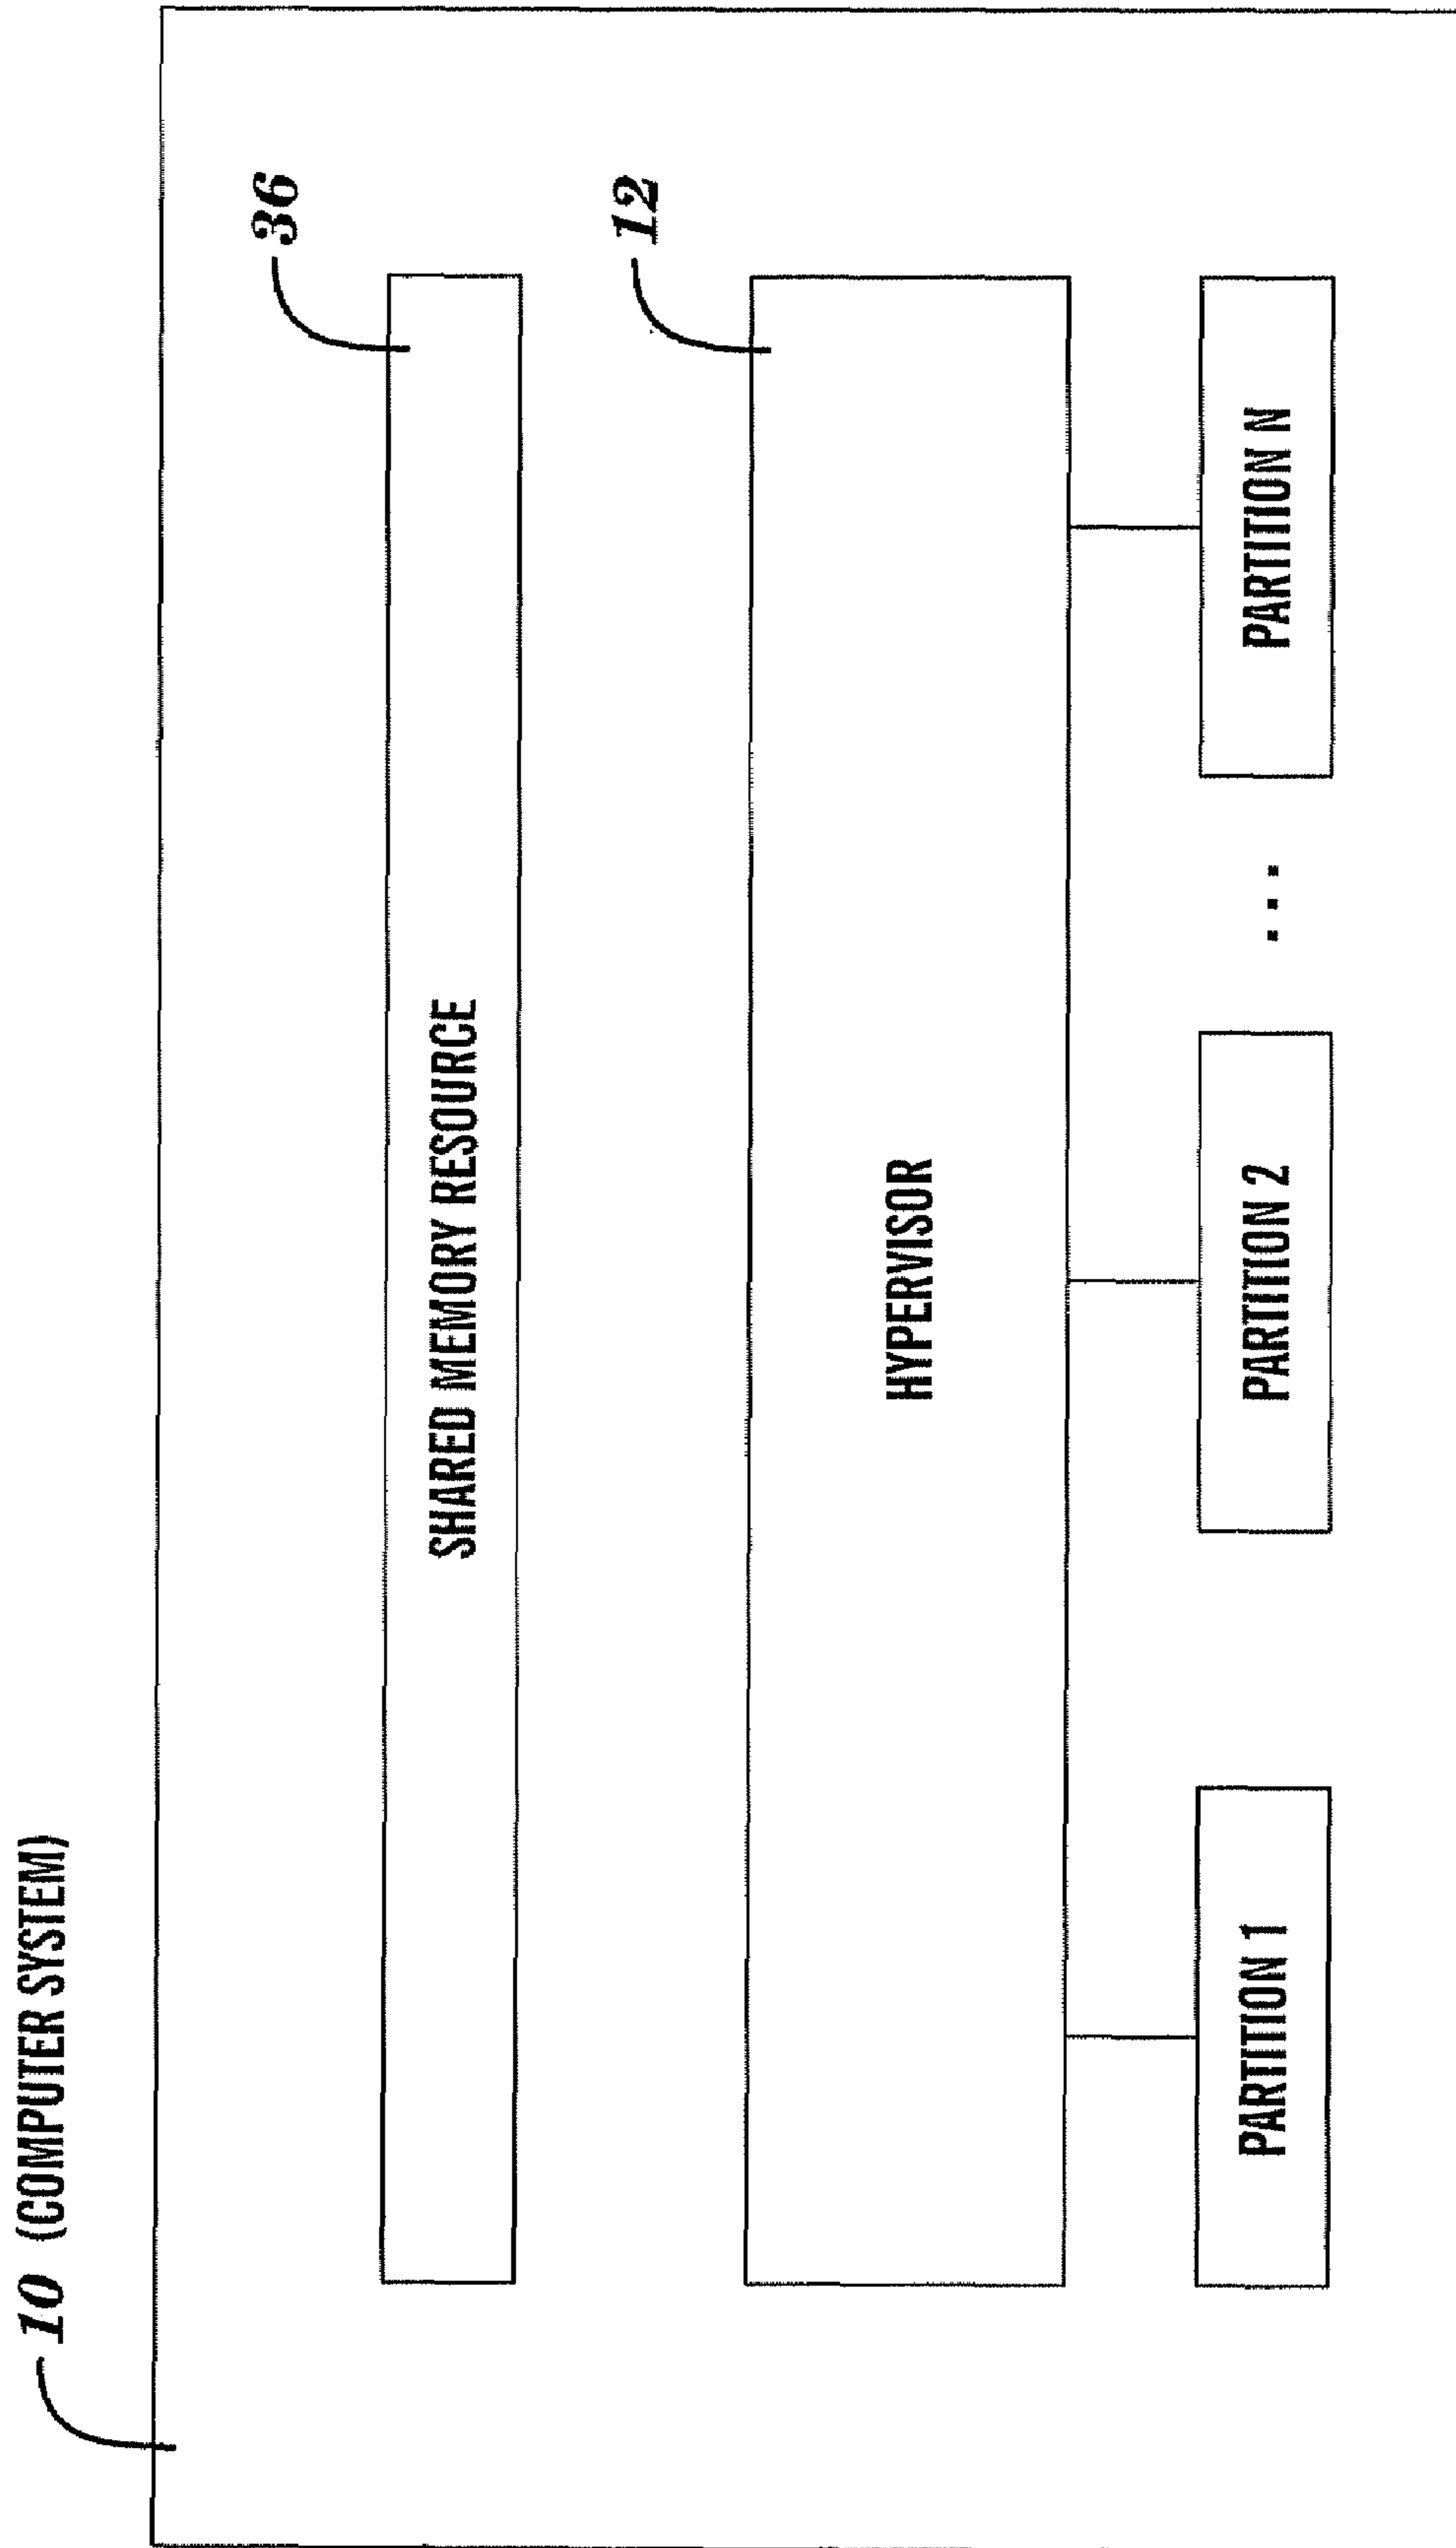 10 (COMPUTER SYSTEM)
36
SHARED MEMORY RESOURCE
12
HYPERVISOR
PARTITION 1
PARTITION 2
...
PARTITION N